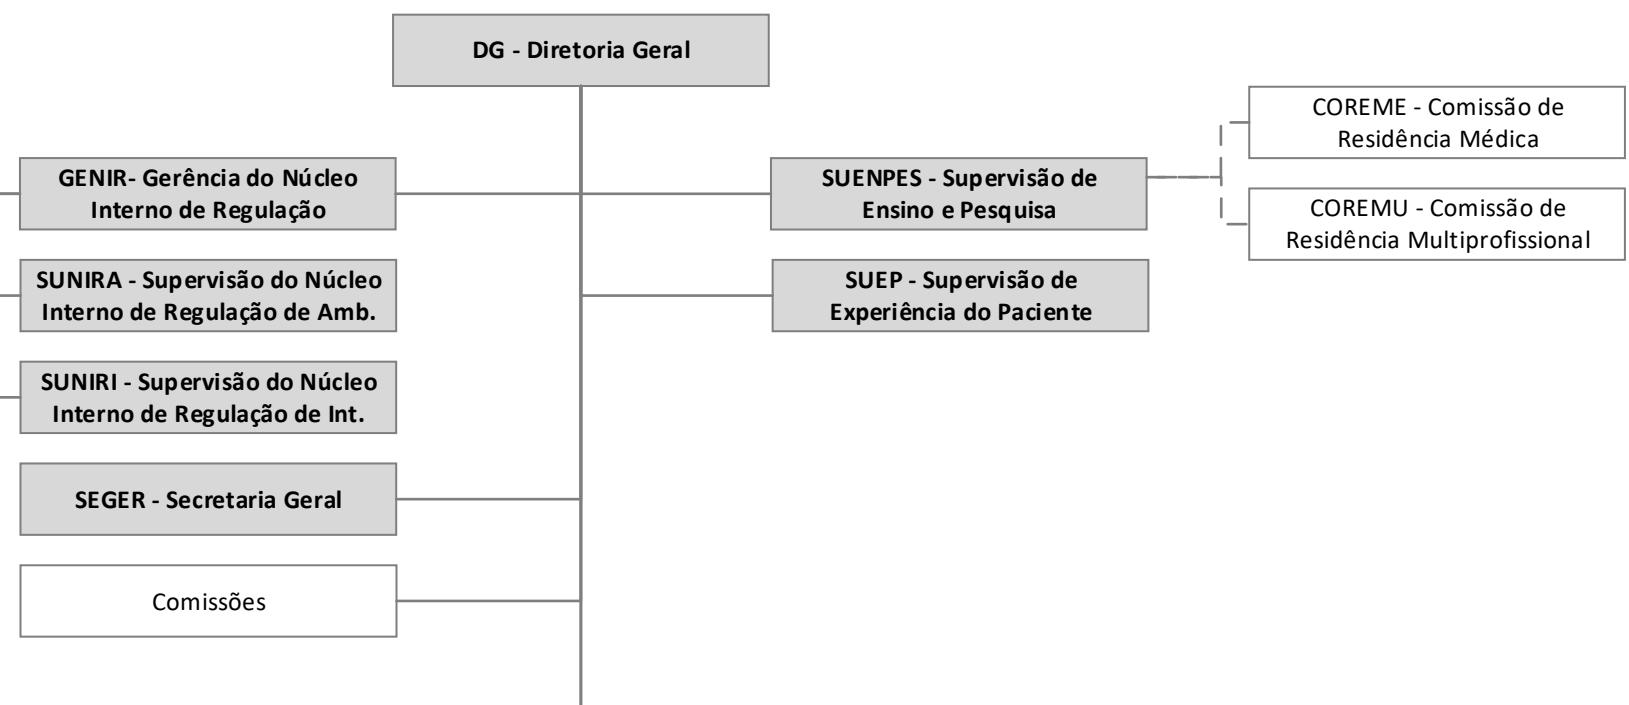 DG - Diretoria Geral
COREME - Comissão de
Residência Médica
GENIR- Gerência do Núcleo
Interno de Regulação
SUENPES - Supervisão de
Ensino e Pesquisa
COREMU - Comissão de
Residência Multiprofissional
SUNIRA - Supervisão do Núcleo
Interno de Regulação de Amb.
SUEP - Supervisão de
Experiência do Paciente
SUNIRI - Supervisão do Núcleo
Interno de Regulação de Int.
SEGER - Secretaria Geral
Comissões